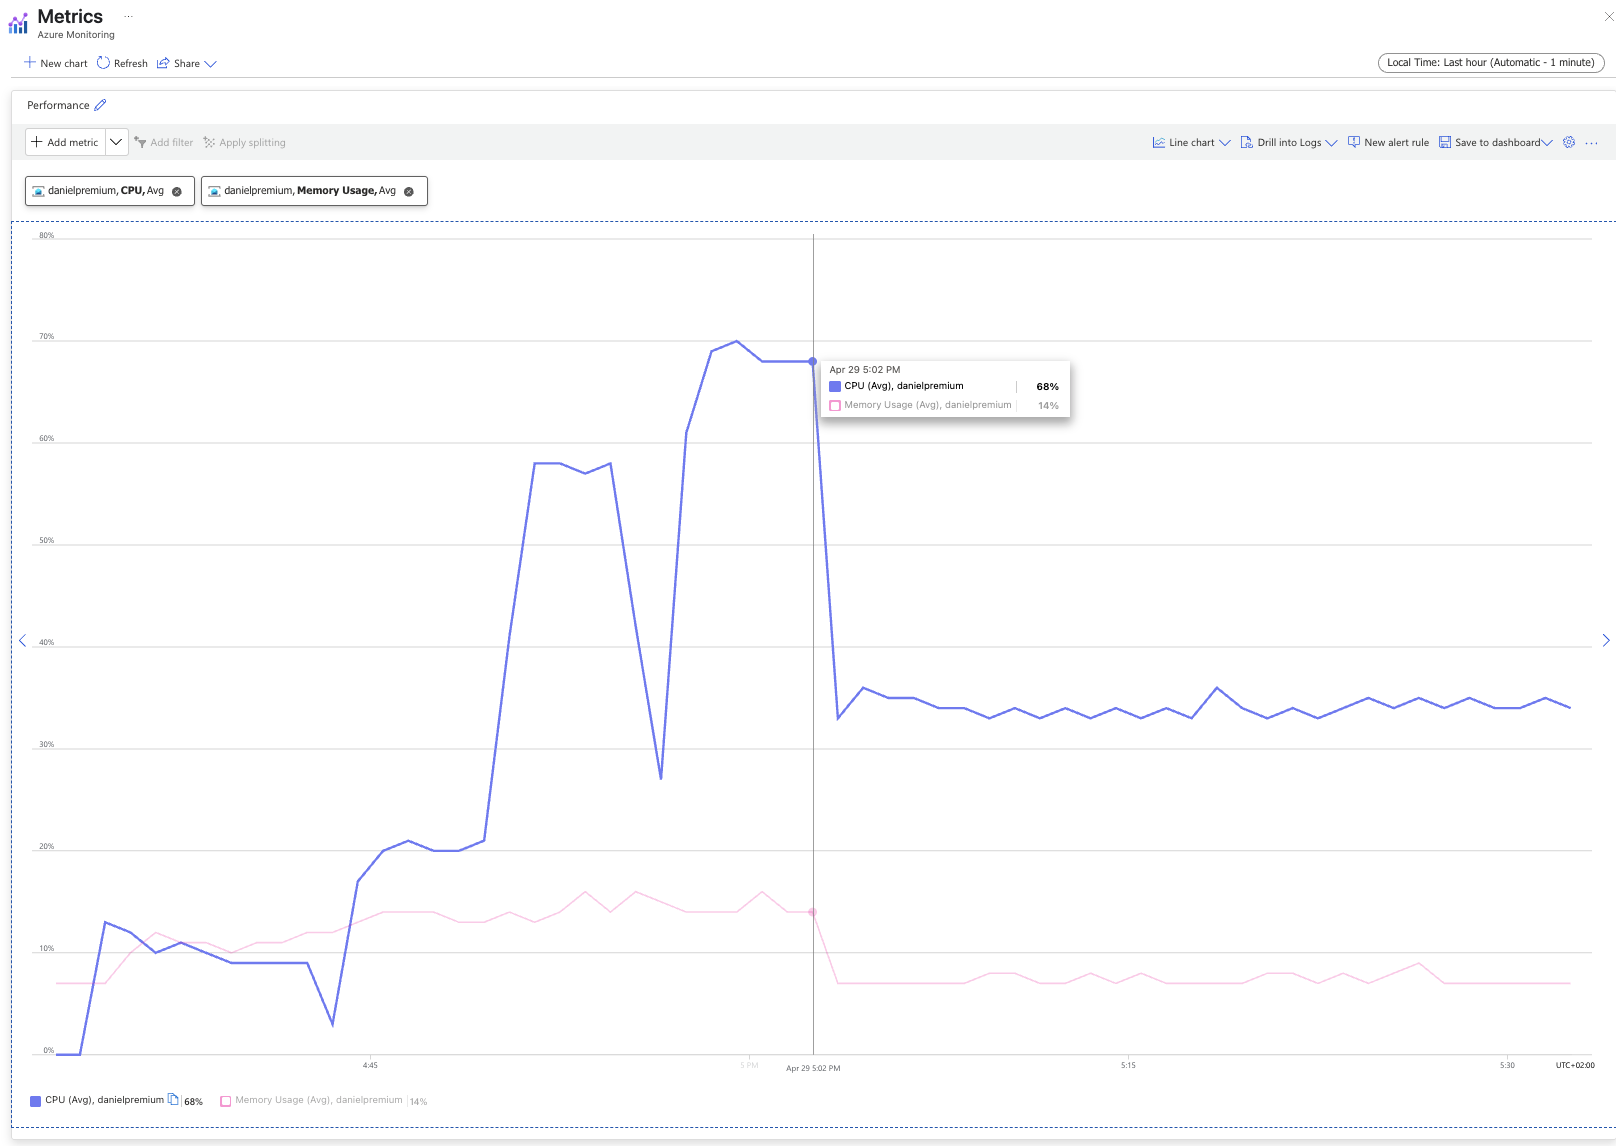 Metrics ...
Azure Monitoring
New chart Refresh Share
Local Time: Last hour (Automatic - 1 minute)
Performance
Add metric Add filter Apply splitting
Line chart Drill into Logs New alert rule Save to dashboard ...
danielpremium, CPU, Avg
danielpremium, Memory Usage, Avg
80%
70%
60%
50%
40%
30%
20%
10%
0%
Apr 29 5:02 PM
CPU (Avg), danielpremium 68%
Memory Usage (Avg), danielpremium 14%
4:45 5 PM Apr 29 5:02 PM 5:15 5:30 UTC+02:00
CPU (Avg), danielpremium 68% Memory Usage (Avg), danielpremium 14%